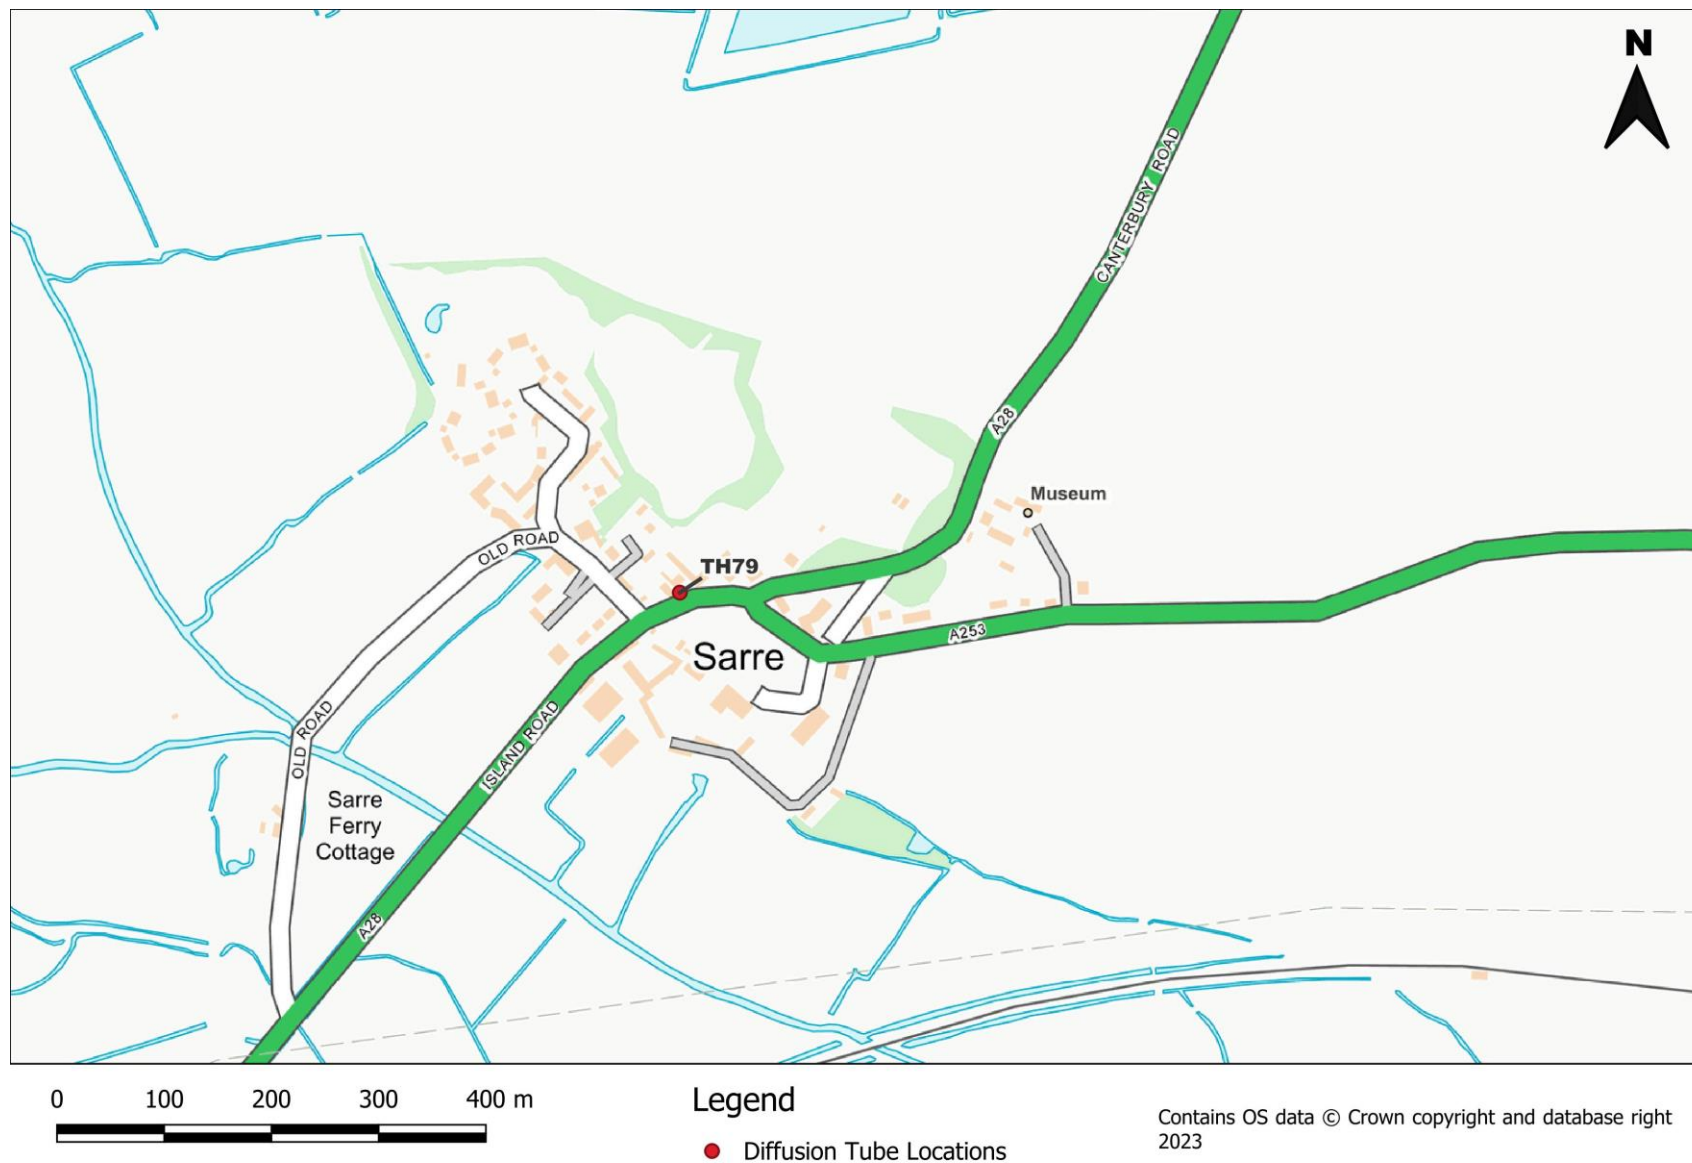 N
CANTERBURY ROAD
A28
Museum
OLD ROAD
TH79
A253
Sarre
OLD ROAD
ISLAND ROAD
Sarre
Ferry
Cottage
A28
0 100 200 300 400 m
Legend
Diffusion Tube Locations
Contains OS data © Crown copyright and database right
2023